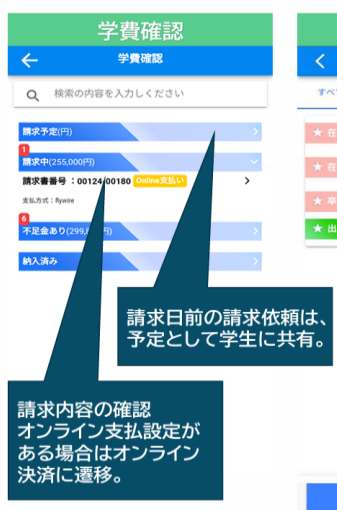 学費確認
学費確認
検索の内容を入力しください
請求予定(円)
1
請求中(255,000円)
請求書番号 ：00124-00180 Online支払い
支払方式：flywire
6
不足金あり(299,8
納入済み
請求日前の請求依頼は、
予定として学生に共有。
請求内容の確認
オンライン支払設定が
ある場合はオンライン
決済に遷移。
すべ
★ 在
★ 在
★ 卒
★ 出